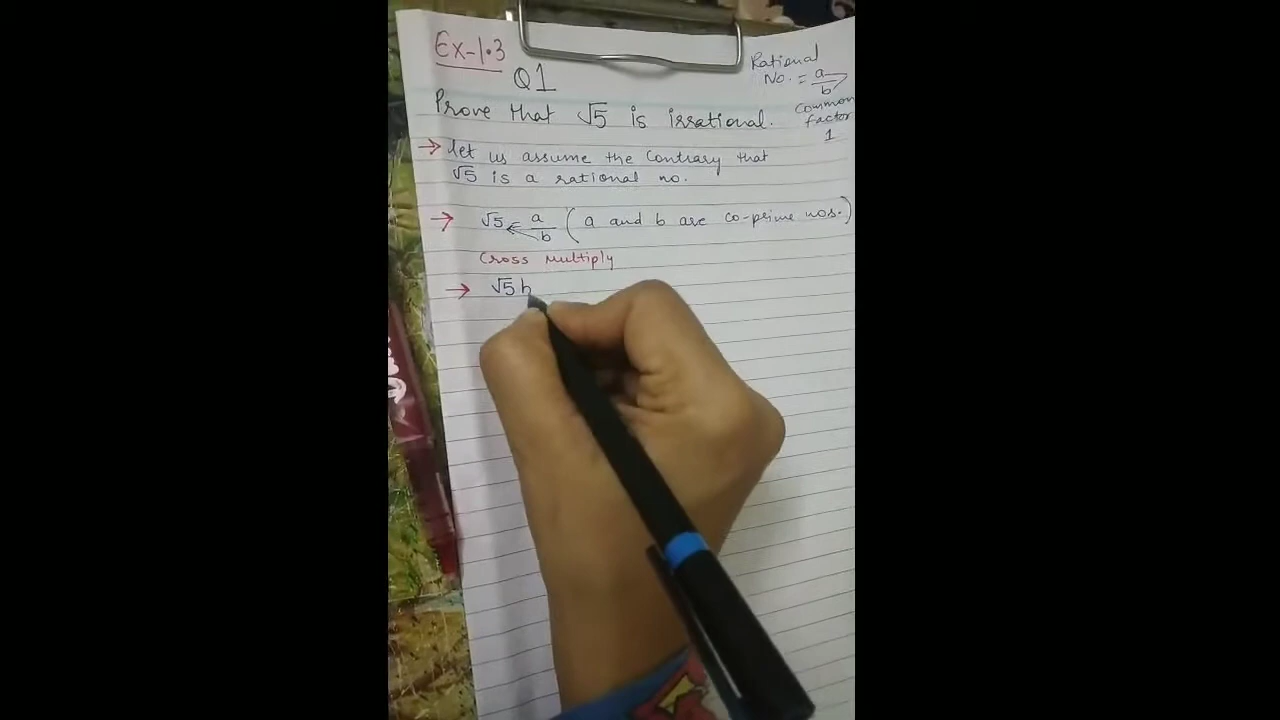 Ex-1.3
Q1
Rational
No. = a/b
Common
factor
1
Prove that √5 is irrational.
→ let us assume the Contrary that
√5 is a rational no.
→ √5 = a/b (a and b are co-prime nos.)
Cross Multiply
→ √5 b